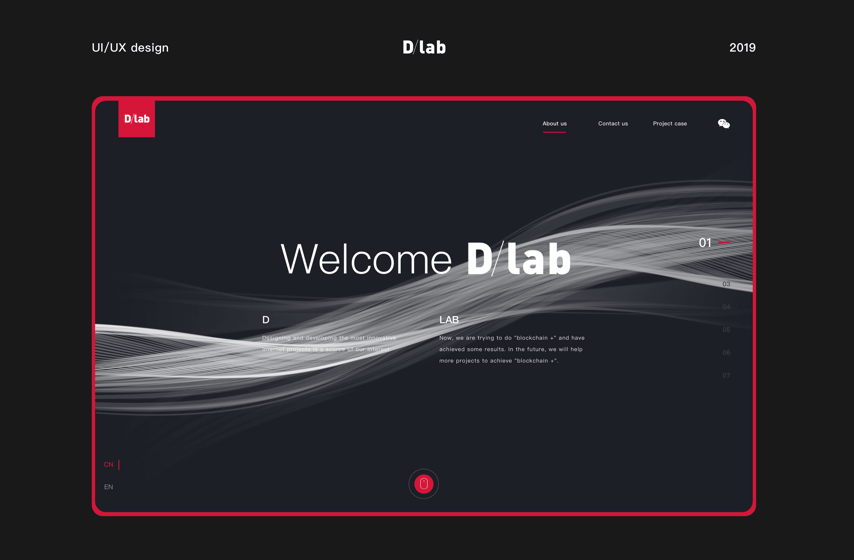 UI/UX design
D/lab
2019
D/lab
About us
Contact us
Project case
Welcome D/lab
01
03
04
05
06
07
D
Designing and developing the most innovative
internet projects is a source of our interest
LAB
Now, we are trying to do "blockchain +" and have
achieved some results. In the future, we will help
more projects to achieve "blockchain +".
CN
EN